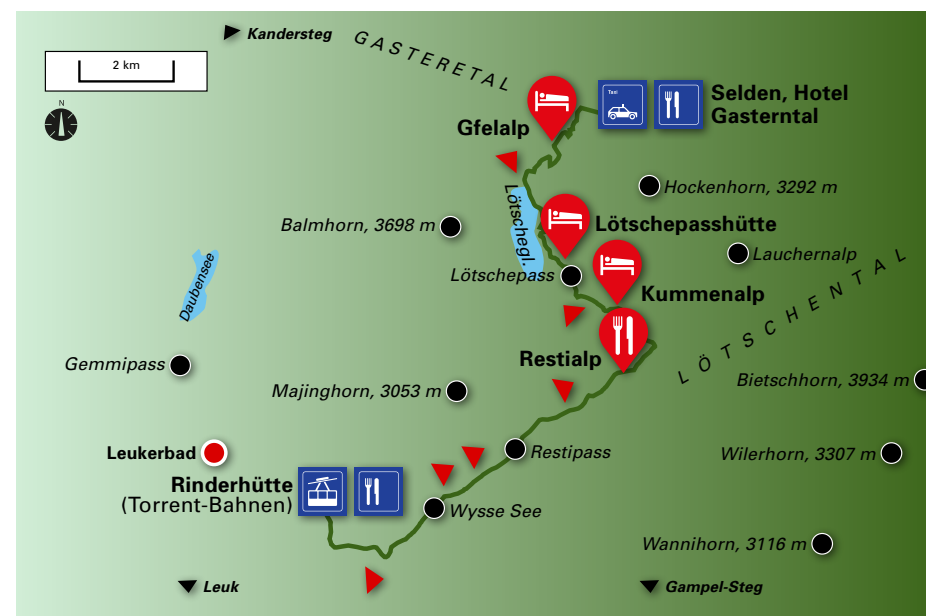 Kandersteg
GASTERETAL
2 km
N
Taxi
Selden, Hotel
Gasterntal
Gfelalp
Hockenhorn, 3292 m
Lötschegl.
Balmhorn, 3698 m
Lötschepasshütte
Lauchernalp
Daubensee
Lötschepass
Kummenalp
LÖTSCHENTAL
Restialp
Gemmipass
Majinghorn, 3053 m
Bietschhorn, 3934 m
Leukerbad
Restipass
Wilerhorn, 3307 m
Rinderhütte
(Torrent-Bahnen)
Wysse See
Wannihorn, 3116 m
Leuk
Gampel-Steg